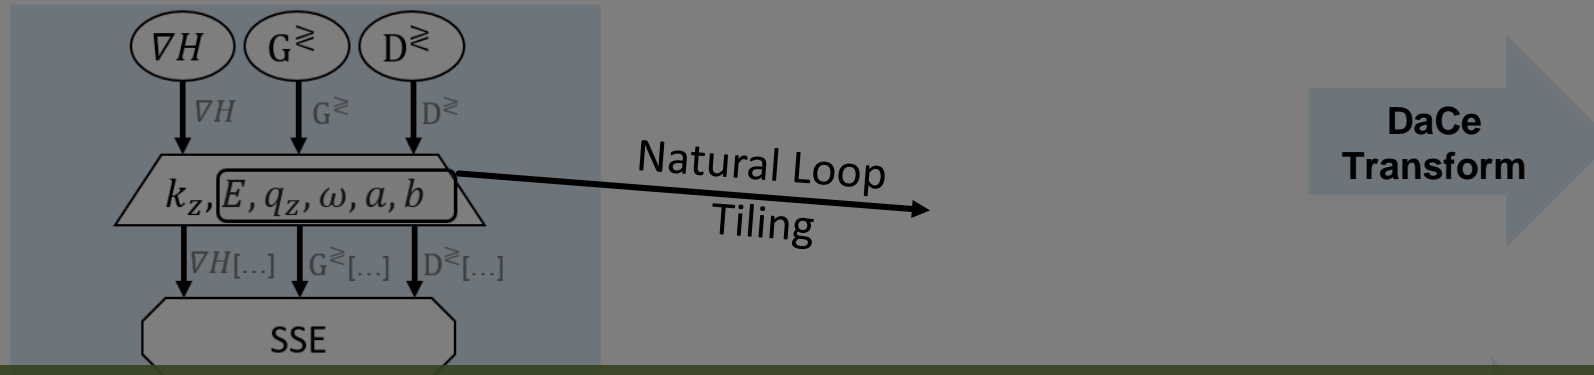 ∇H G≷ D≷
∇H G≷ D≷
k_z, E, q_z, ω, a, b
∇H[…] G≷[…] D≷[…]
SSE
Natural Loop
Tiling
DaCe
Transform